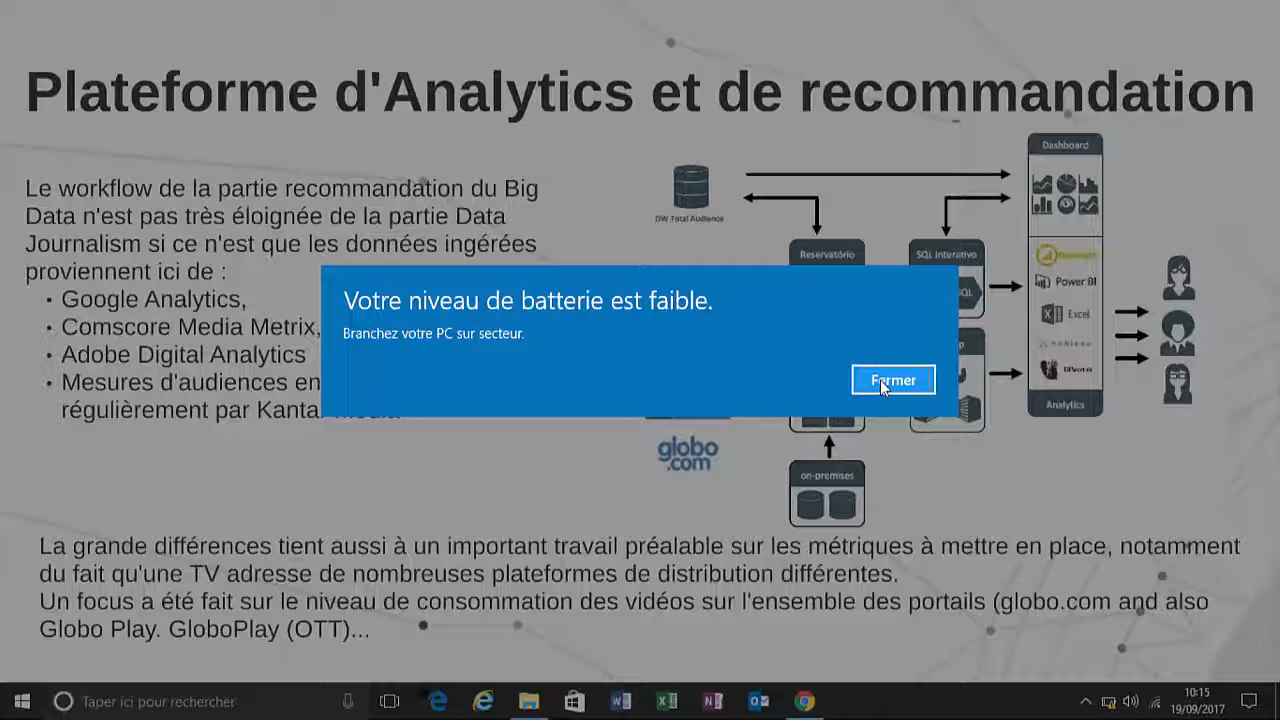 Plateforme d'Analytics et de recommandation
Le workflow de la partie recommandation du Big
Data n'est pas très éloignée de la partie Data
Journalism si ce n'est que les données ingérées
proviennent ici de :
• Google Analytics,
• Comscore Media Metrix,
• Adobe Digital Analytics
• Mesures d'audiences en
régulièrement par Kantar Media
Votre niveau de batterie est faible.
Branchez votre PC sur secteur.
Fermer
DW Total Audience
Reservatório
SQL Interativo
Dashboard
Power BI
Excel
Analytics
globo
.com
on-premises
La grande différences tient aussi à un important travail préalable sur les métriques à mettre en place, notamment
du fait qu'une TV adresse de nombreuses plateformes de distribution différentes.
Un focus a été fait sur le niveau de consommation des vidéos sur l'ensemble des portails (globo.com and also
Globo Play. GloboPlay (OTT)...
Taper ici pour rechercher
10:15
19/09/2017